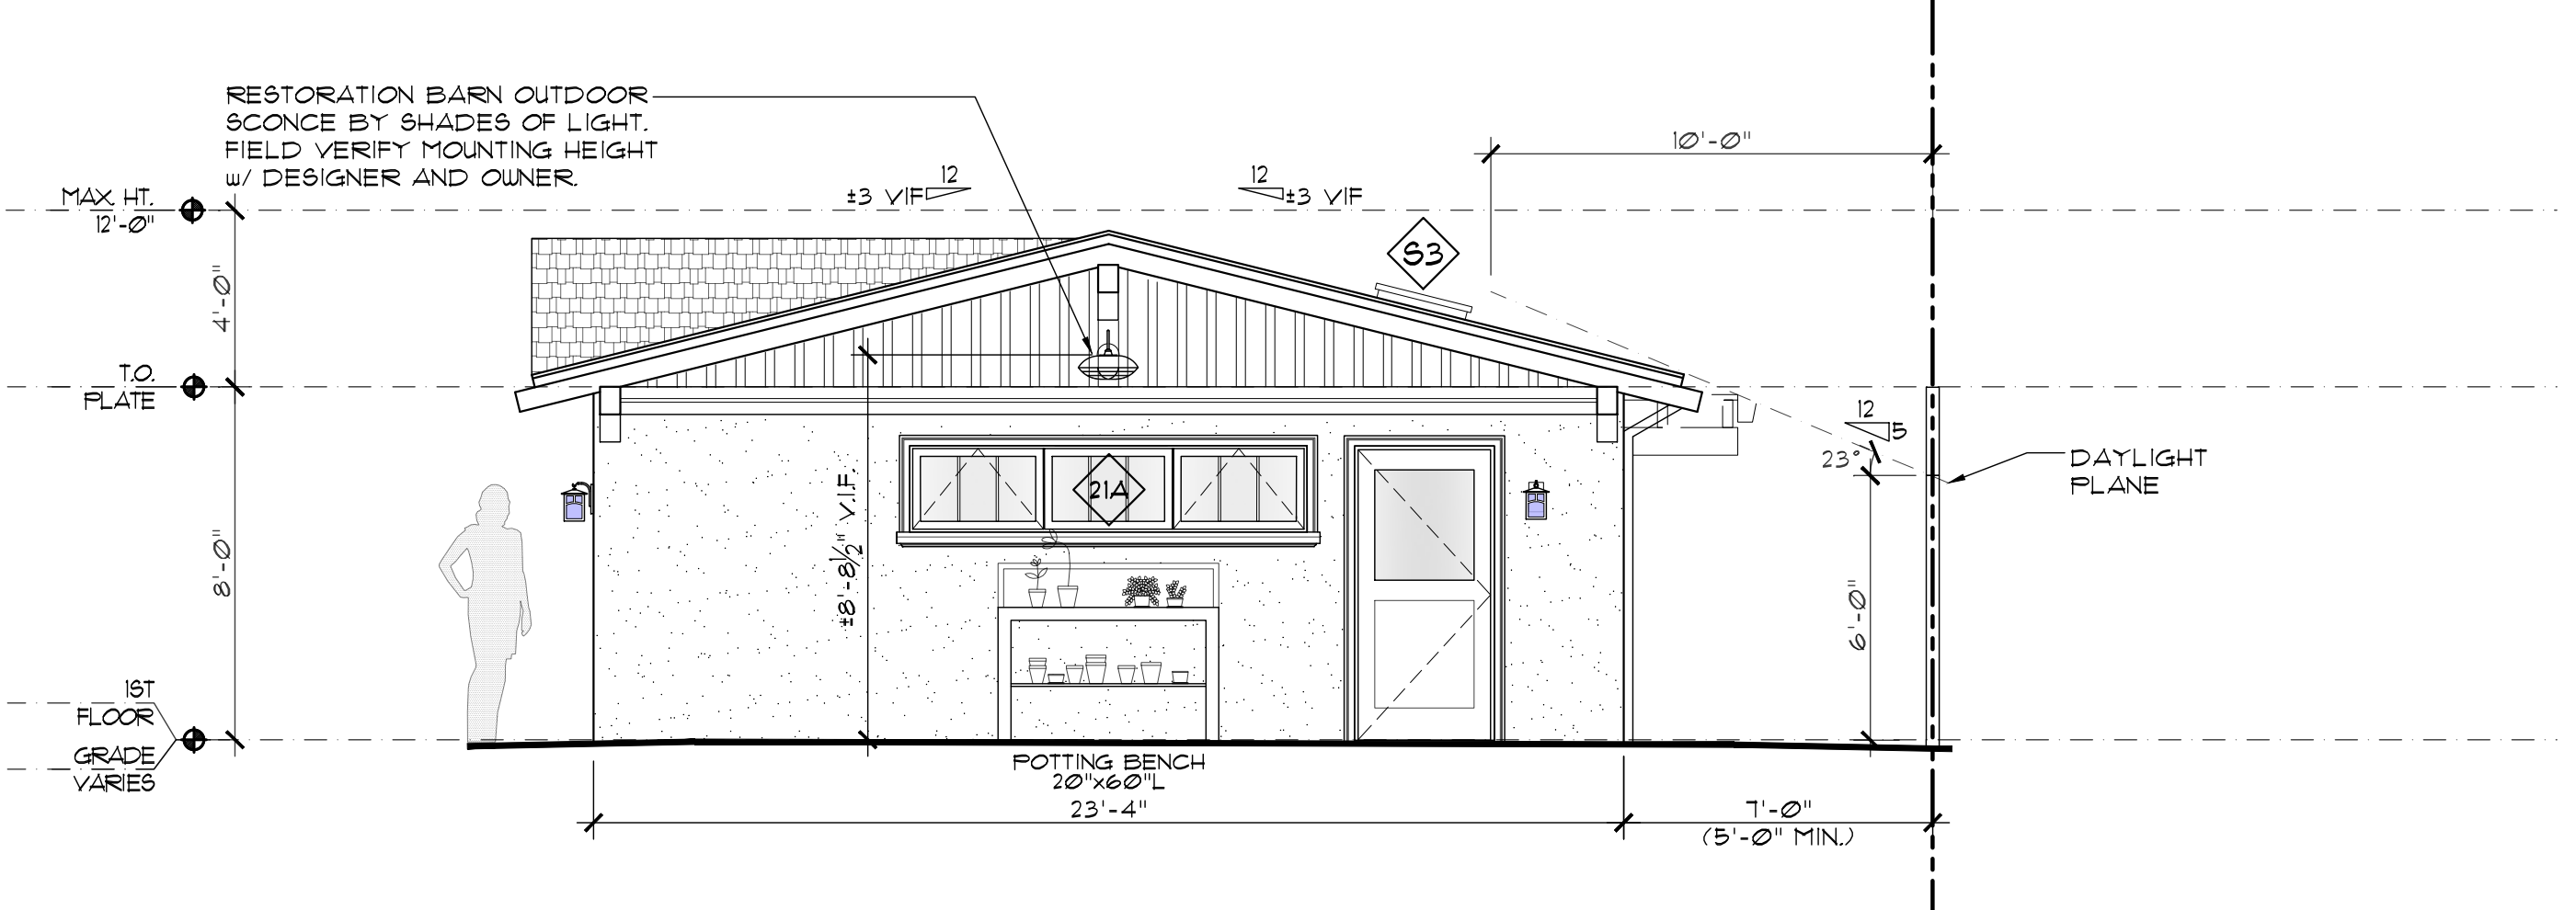 RESTORATION BARN OUTDOOR
SCONCE BY SHADES OF LIGHT.
FIELD VERIFY MOUNTING HEIGHT
w/ DESIGNER AND OWNER.
10'-0"
12
±3 VIF
12
±3 VIF
MAX. HT.
12'-0"
S3
4'-0"
T.O.
PLATE
12
5
23°
DAYLIGHT
PLANE
21A
±8'-8½" V.I.F.
8'-0"
6'-0"
1ST
FLOOR
GRADE
VARIES
POTTING BENCH
20"x60"L
23'-4"
7'-0"
(5'-0" MIN.)